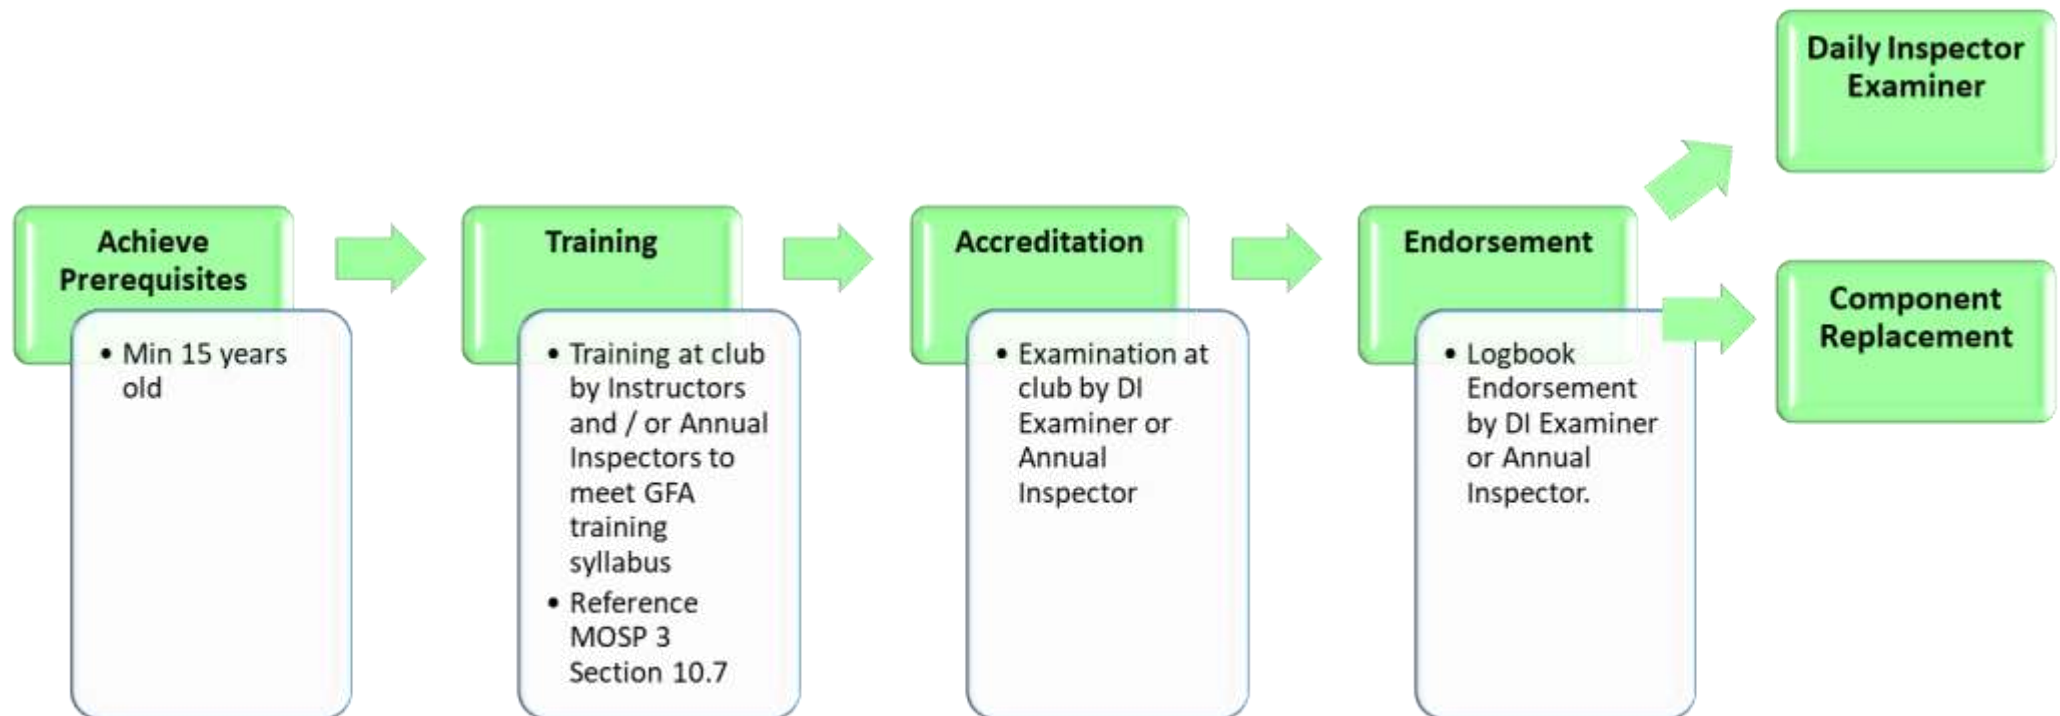 Achieve
Prerequisites
• Min 15 years
old
Training
• Training at club
by Instructors
and / or Annual
Inspectors to
meet GFA
training
syllabus
• Reference
MOSP 3
Section 10.7
Accreditation
• Examination at
club by DI
Examiner or
Annual
Inspector
Endorsement
• Logbook
Endorsement
by DI Examiner
or Annual
Inspector.
Daily Inspector
Examiner
Component
Replacement